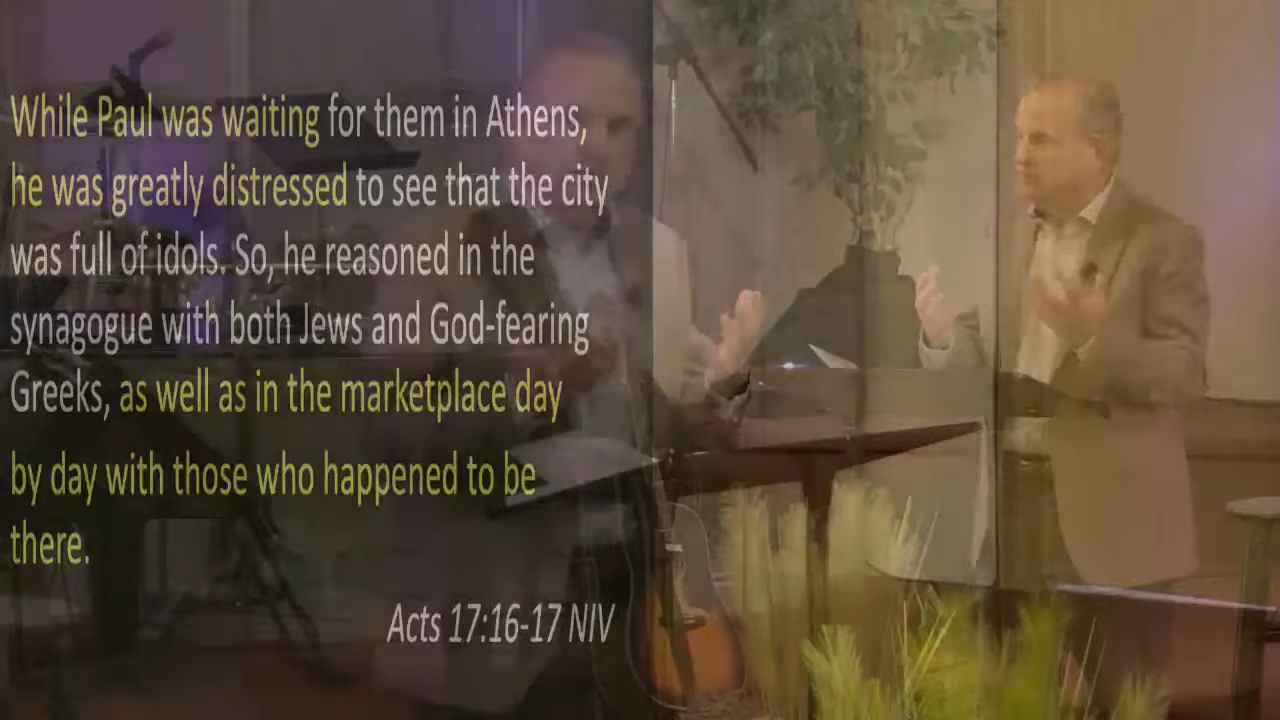 While Paul was waiting for them in Athens,
he was greatly distressed to see that the city
was full of idols. So, he reasoned in the
synagogue with both Jews and God-fearing
Greeks, as well as in the marketplace day
by day with those who happened to be
there.
Acts 17:16-17 NIV